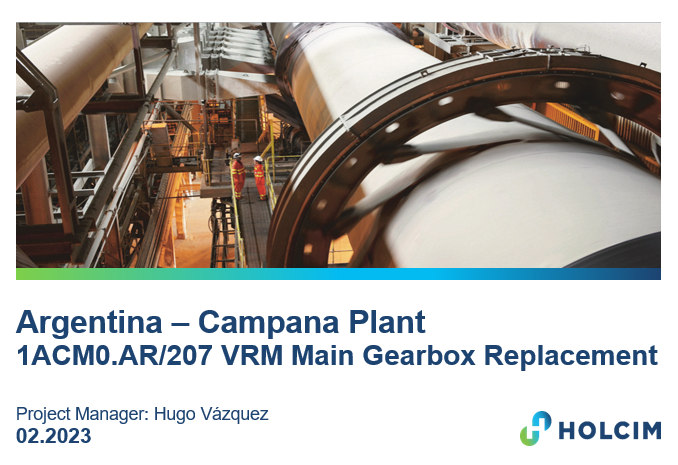 Argentina – Campana Plant
1ACM0.AR/207 VRM Main Gearbox Replacement
Project Manager: Hugo Vázquez
02.2023
HOLCIM